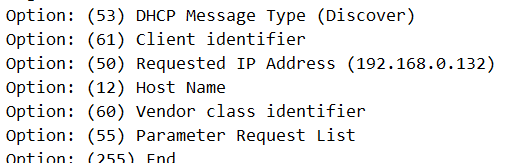 Option: (53) DHCP Message Type (Discover)
Option: (61) Client identifier
Option: (50) Requested IP Address (192.168.0.132)
Option: (12) Host Name
Option: (60) Vendor class identifier
Option: (55) Parameter Request List
Option: (255) End